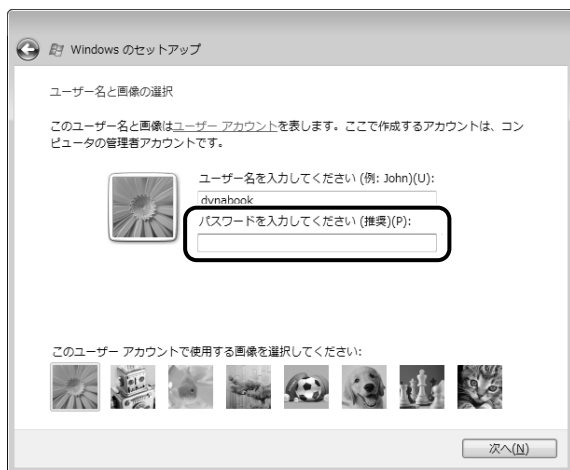 Windows のセットアップ
ユーザー名と画像の選択
このユーザー名と画像はユーザー アカウントを表します。ここで作成するアカウントは、コン
ピュータの管理者アカウントです。
ユーザー名を入力してください (例: John)(U):
dynabook
パスワードを入力してください (推奨)(P):
このユーザー アカウントで使用する画像を選択してください:
次へ(N)